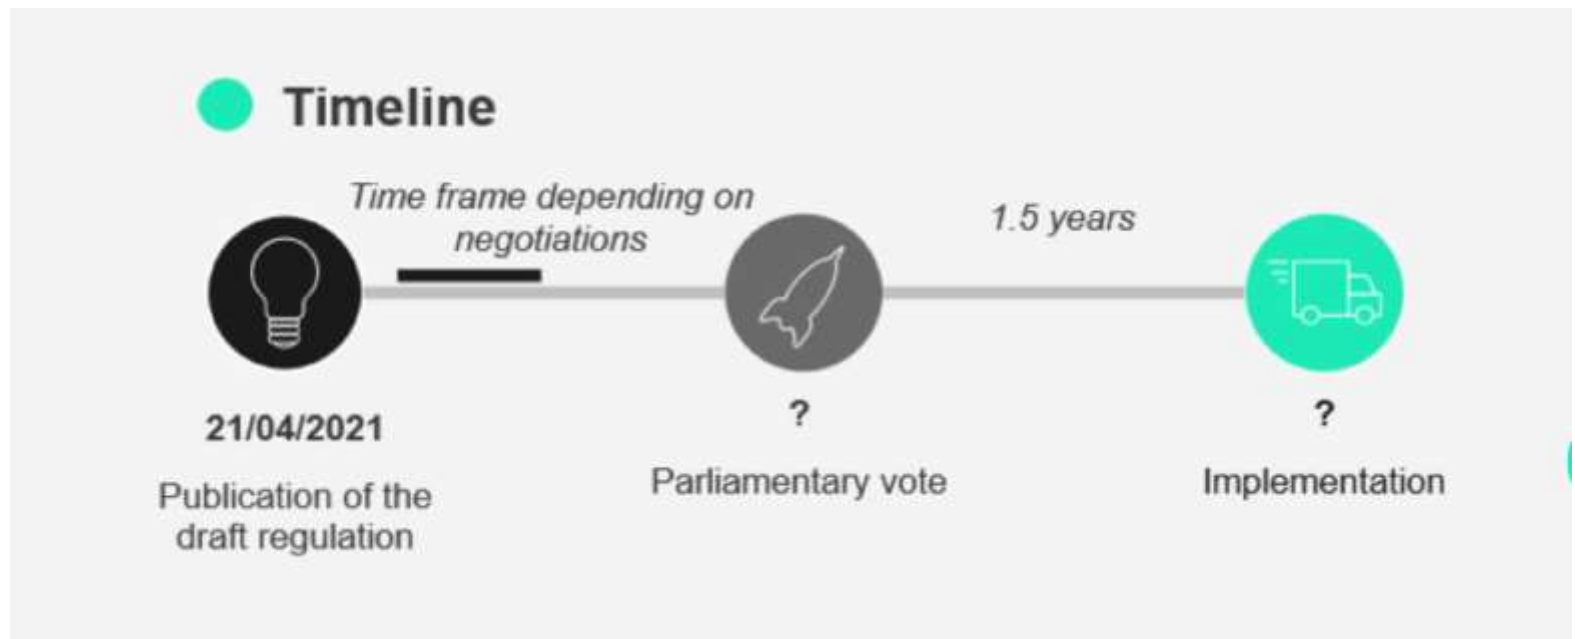 Timeline
Time frame depending on
negotiations
1.5 years
21/04/2021
Publication of the
draft regulation
?
Parliamentary vote
?
Implementation